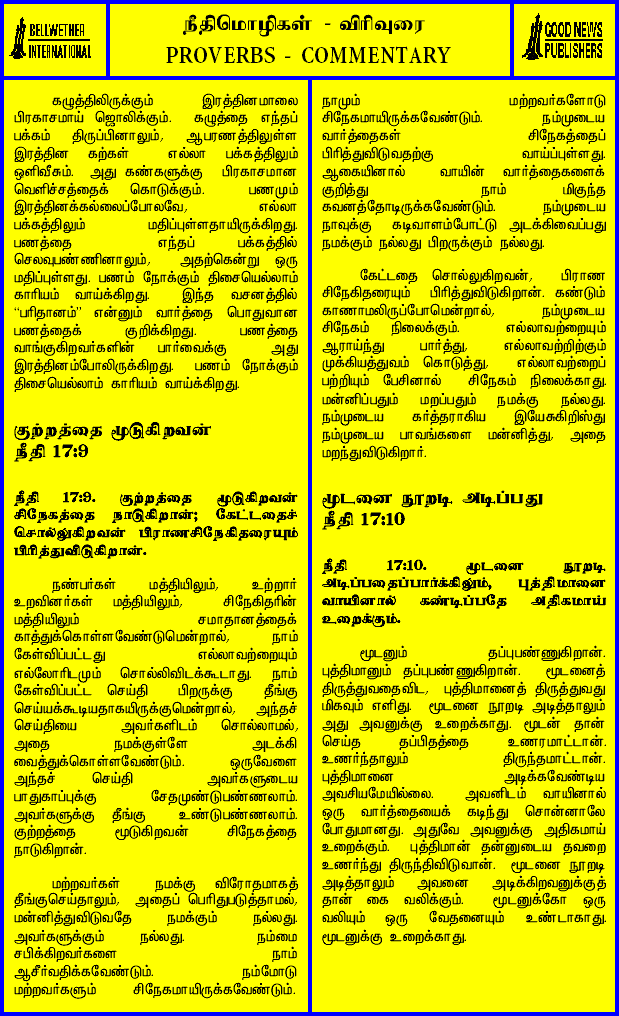 BELLWETHER
INTERNATIONAL
நீதிமொழிகள் - விரிவுரை
PROVERBS - COMMENTARY
GOOD NEWS
PUBLISHERS
கழுத்திலிருக்கும் இரத்தினமாலை
பிரகாசமாய் ஜொலிக்கும். கழுத்தை எந்தப்
பக்கம் திருப்பினாலும், ஆபரணத்திலுள்ள
இரத்தின கற்கள் எல்லா பக்கத்திலும்
ஒளிவீசும். அது கண்களுக்கு பிரகாசமான
வெளிச்சத்தைக் கொடுக்கும். பணமும்
இரத்தினக்கல்லைப்போலவே, எல்லா
பக்கத்திலும் மதிப்புள்ளதாயிருக்கிறது.
பணத்தை எந்தப் பக்கத்தில்
செலவுபண்ணினாலும், அதற்கென்று ஒரு
மதிப்புள்ளது. பணம் நோக்கும் திசையெல்லாம்
காரியம் வாய்க்கிறது. இந்த வசனத்தில்
“பரிதானம்” என்னும் வார்த்தை பொதுவான
பணத்தைக் குறிக்கிறது. பணத்தை
வாங்குகிறவர்களின் பார்வைக்கு அது
இரத்தினம்போலிருக்கிறது. பணம் நோக்கும்
திசையெல்லாம் காரியம் வாய்க்கிறது.
குற்றத்தை மூடுகிறவன்
நீதி 17:9
நீதி 17:9. குற்றத்தை மூடுகிறவன்
சிநேகத்தை நாடுகிறான்; கேட்டதைச்
சொல்லுகிறவன் பிராணசிநேகிதரையும்
பிரித்துவிடுகிறான்.
நண்பர்கள் மத்தியிலும், உற்றார்
உறவினர்கள் மத்தியிலும், சிநேகிதரின்
மத்தியிலும் சமாதானத்தைக்
காத்துக்கொள்ளவேண்டுமென்றால், நாம்
கேள்விப்பட்டது எல்லாவற்றையும்
எல்லோரிடமும் சொல்லிவிடக்கூடாது. நாம்
கேள்விப்பட்ட செய்தி பிறருக்கு தீங்கு
செய்யக்கூடியதாகயிருக்குமென்றால், அந்தச்
செய்தியை அவர்களிடம் சொல்லாமல்,
அதை நமக்குள்ளே அடக்கி
வைத்துக்கொள்ளவேண்டும். ஒருவேளை
அந்தச் செய்தி அவர்களுடைய
பாதுகாப்புக்கு சேதமுண்டுபண்ணலாம்.
அவர்களுக்கு தீங்கு உண்டுபண்ணலாம்.
குற்றத்தை மூடுகிறவன் சிநேகத்தை
நாடுகிறான்.
மற்றவர்கள் நமக்கு விரோதமாகத்
தீங்குசெய்தாலும், அதைப் பெரிதுபடுத்தாமல்,
மன்னித்துவிடுவதே நமக்கும் நல்லது.
அவர்களுக்கும் நல்லது. நம்மை
சபிக்கிறவர்களை நாம்
ஆசீர்வதிக்கவேண்டும். நம்மோடு
மற்றவர்களும் சிநேகமாயிருக்கவேண்டும்.
நாமும் மற்றவர்களோடு
சிநேகமாயிருக்கவேண்டும். நம்முடைய
வார்த்தைகள் சிநேகத்தைப்
பிரித்துவிடுவதற்கு வாய்ப்புள்ளது.
ஆகையினால் வாயின் வார்த்தைகளைக்
குறித்து நாம் மிகுந்த
கவனத்தோடிருக்கவேண்டும். நம்முடைய
நாவுக்கு கடிவாளம்போட்டு அடக்கிவைப்பது
நமக்கும் நல்லது பிறருக்கும் நல்லது.
கேட்டதை சொல்லுகிறவன், பிராண
சிநேகிதரையும் பிரித்துவிடுகிறான். கண்டும்
காணாமலிருப்போமென்றால், நம்முடைய
சிநேகம் நிலைக்கும். எல்லாவற்றையும்
ஆராய்ந்து பார்த்து, எல்லாவற்றிற்கும்
முக்கியத்துவம் கொடுத்து, எல்லாவற்றைப்
பற்றியும் பேசினால் சிநேகம் நிலைக்காது.
மன்னிப்பதும் மறப்பதும் நமக்கு நல்லது.
நம்முடைய கர்த்தராகிய இயேசுகிறிஸ்து
நம்முடைய பாவங்களை மன்னித்து, அதை
மறந்துவிடுகிறார்.
மூடனை நூறடி அடிப்பது
நீதி 17:10
நீதி 17:10. மூடனை நூறடி
அடிப்பதைப்பார்க்கிலும், புத்திமானை
வாயினால் கண்டிப்பதே அதிகமாய்
உறைக்கும்.
மூடனும் தப்புபண்ணுகிறான்.
புத்திமானும் தப்புபண்ணுகிறான். மூடனைத்
திருத்துவதைவிட, புத்திமானைத் திருத்துவது
மிகவும் எளிது. மூடனை நூறடி அடித்தாலும்
அது அவனுக்கு உறைக்காது. மூடன் தான்
செய்த தப்பிதத்தை உணரமாட்டான்.
உணர்ந்தாலும் திருந்தமாட்டான்.
புத்திமானை அடிக்கவேண்டிய
அவசியமேயில்லை. அவனிடம் வாயினால்
ஒரு வார்த்தையைக் கடிந்து சொன்னாலே
போதுமானது. அதுவே அவனுக்கு அதிகமாய்
உறைக்கும். புத்திமான் தன்னுடைய தவறை
உணர்ந்து திருந்திவிடுவான். மூடனை நூறடி
அடித்தாலும் அவனை அடிக்கிறவனுக்குத்
தான் கை வலிக்கும். மூடனுக்கோ ஒரு
வலியும் ஒரு வேதனையும் உண்டாகாது.
மூடனுக்கு உறைக்காது.